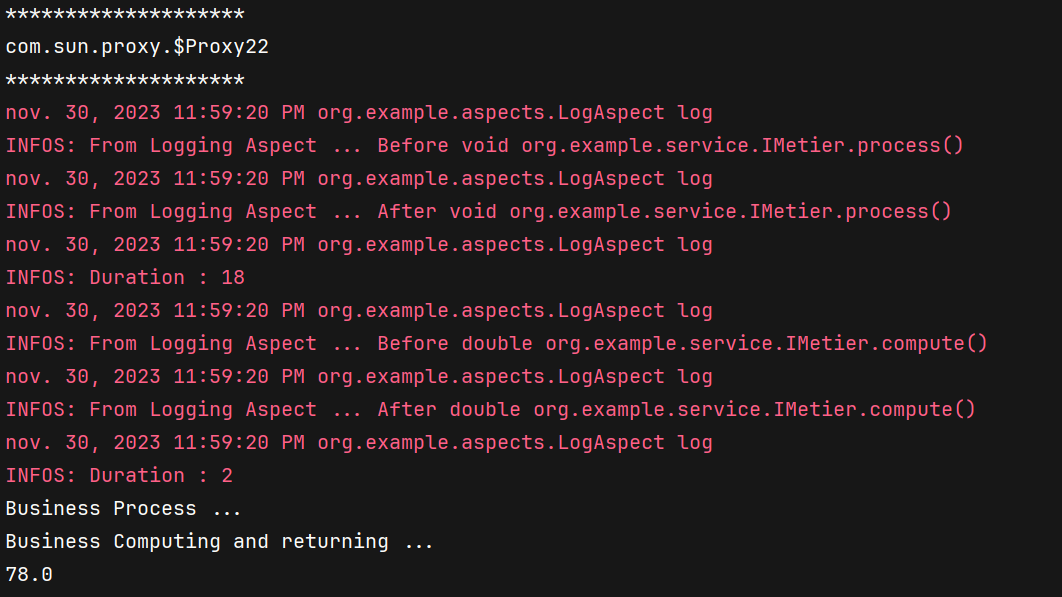 ********************
com.sun.proxy.$Proxy22
********************
nov. 30, 2023 11:59:20 PM org.example.aspects.LogAspect log
INFOS: From Logging Aspect ... Before void org.example.service.IMetier.process()
nov. 30, 2023 11:59:20 PM org.example.aspects.LogAspect log
INFOS: From Logging Aspect ... After void org.example.service.IMetier.process()
nov. 30, 2023 11:59:20 PM org.example.aspects.LogAspect log
INFOS: Duration : 18
nov. 30, 2023 11:59:20 PM org.example.aspects.LogAspect log
INFOS: From Logging Aspect ... Before double org.example.service.IMetier.compute()
nov. 30, 2023 11:59:20 PM org.example.aspects.LogAspect log
INFOS: From Logging Aspect ... After double org.example.service.IMetier.compute()
nov. 30, 2023 11:59:20 PM org.example.aspects.LogAspect log
INFOS: Duration : 2
Business Process ...
Business Computing and returning ...
78.0